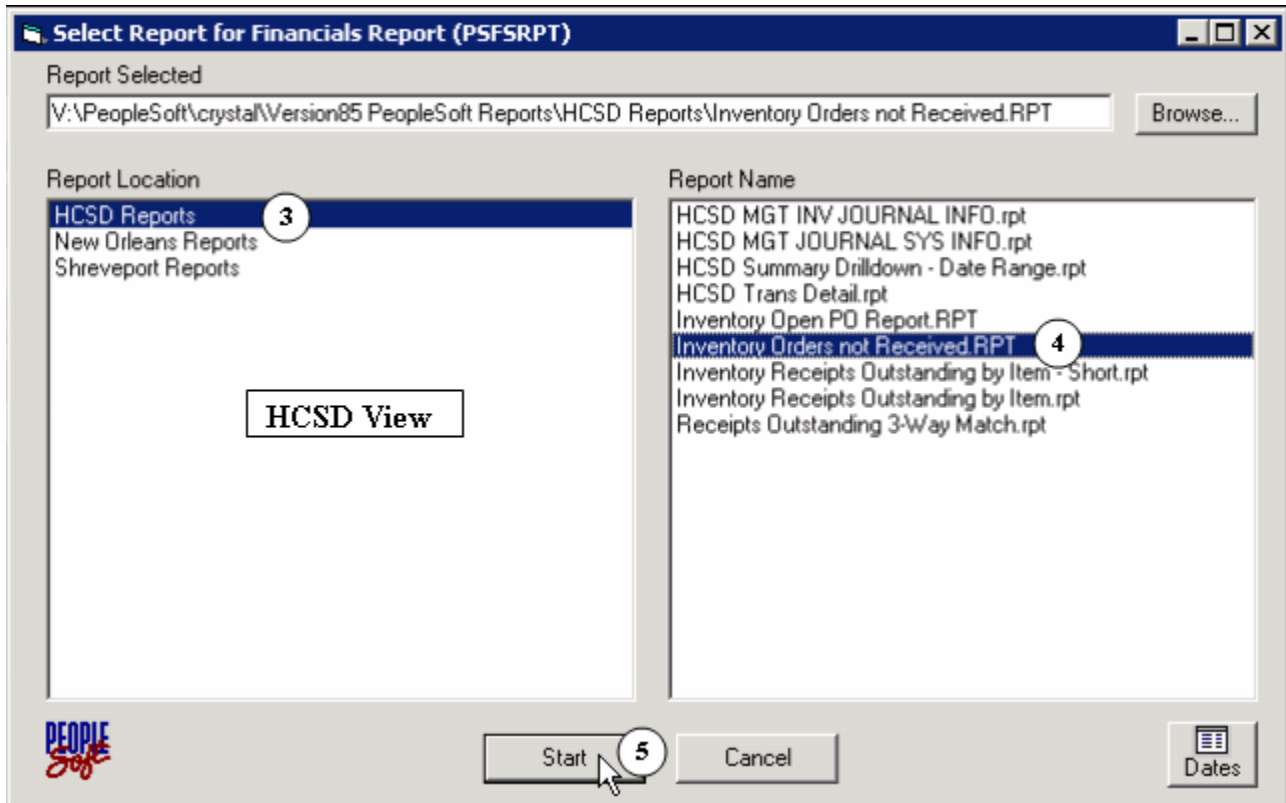 Select Report for Financials Report (PSFSRPT)
Report Selected
V:\PeopleSoft\crystal\Version85 PeopleSoft Reports\HCSD Reports\Inventory Orders not Received.RPT
Browse...
Report Location
HCSD Reports
3
New Orleans Reports
Shreveport Reports
HCSD View
Report Name
HCSD MGT INV JOURNAL INFO.rpt
HCSD MGT JOURNAL SYS INFO.rpt
HCSD Summary Drilldown - Date Range.rpt
HCSD Trans Detail.rpt
Inventory Open PO Report.RPT
Inventory Orders not Received.RPT
4
Inventory Receipts Outstanding by Item - Short.rpt
Inventory Receipts Outstanding by Item.rpt
Receipts Outstanding 3-Way Match.rpt
PEOPLE
Soft
Start
5
Cancel
Dates